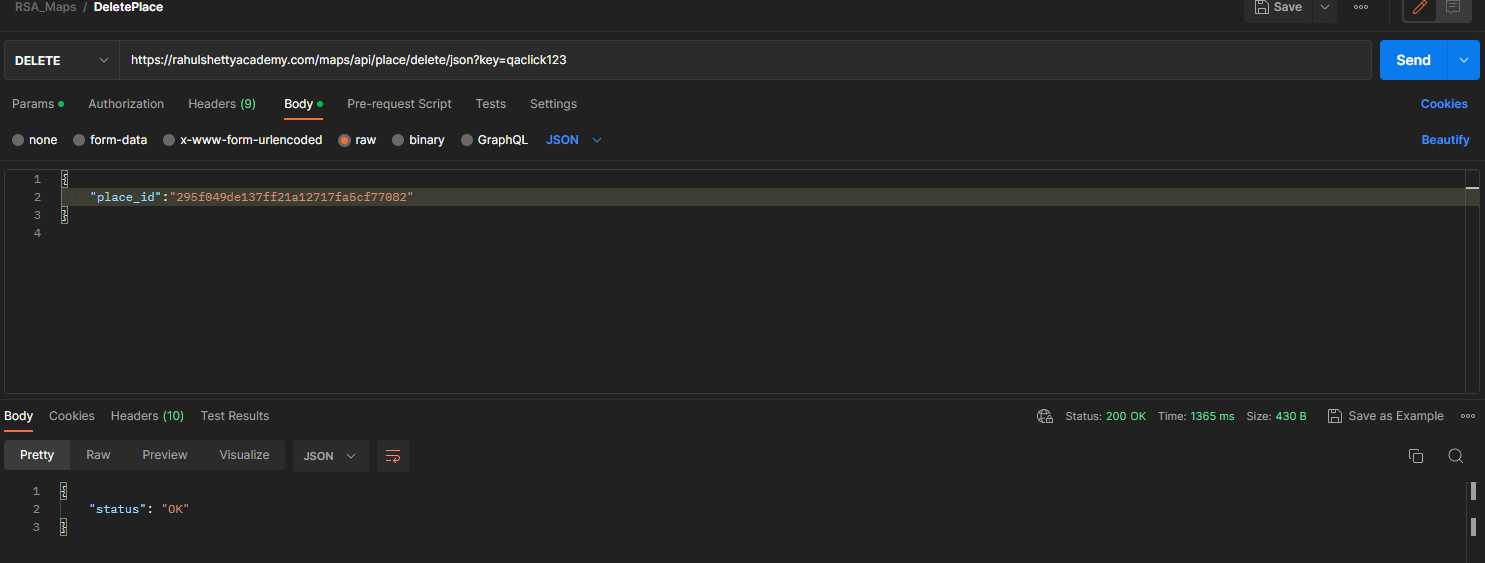 RSA_Maps / DeletePlace Save
DELETE https://rahulshettyacademy.com/maps/api/place/delete/json?key=qaclick123 Send
Params Authorization Headers (9) Body Pre-request Script Tests Settings Cookies
none form-data x-www-form-urlencoded raw binary GraphQL JSON Beautify
1 {
2 "place_id":"295f049de137ff21a12717fa5cf77082"
3 }
4
Body Cookies Headers (10) Test Results Status: 200 OK Time: 1365 ms Size: 430 B Save as Example
Pretty Raw Preview Visualize JSON
1 {
2 "status": "OK"
3 }